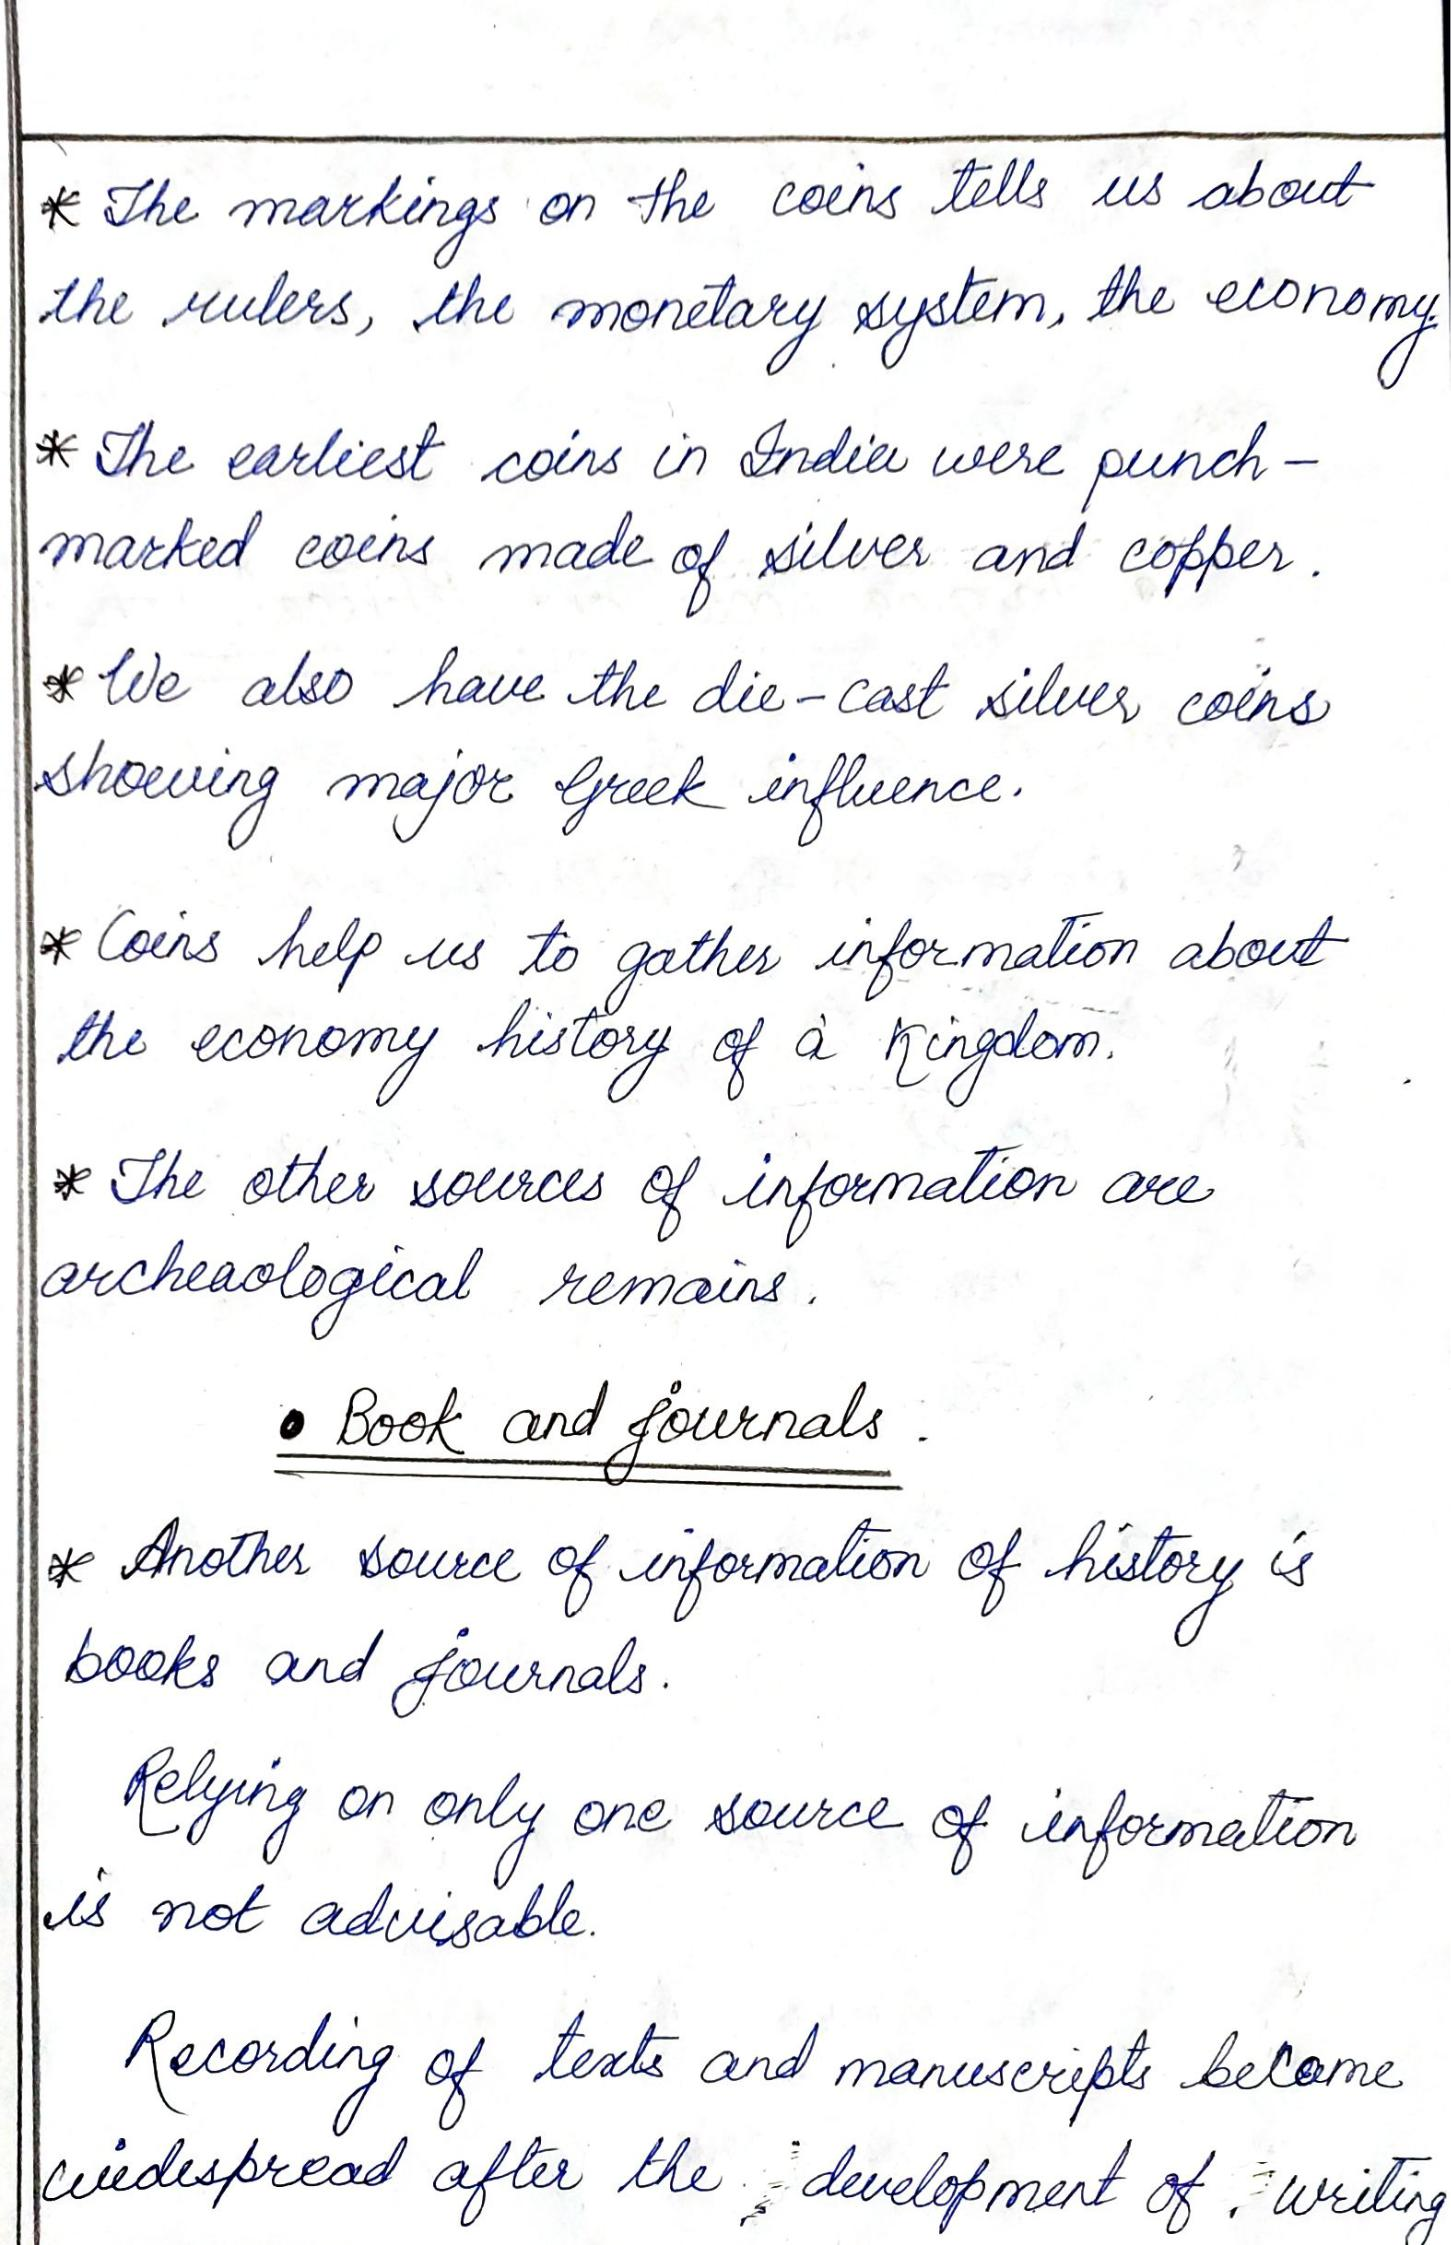 * The markings on the coins tells us about
the rulers, the monetary system, the economy.
* The earliest coins in India were punch-
marked coins made of silver and copper.
* We also have the die-cast silver coins
showing major Greek influence.
* Coins help us to gather information about
the economy history of a Kingdom.
* The other sources of information are
archeaological remains.
• Book and journals.
* Another source of information of history is
books and journals.
Relying on only one source of information
is not advisable.
Recording of texts and manuscripts became
widespread after the development of writing